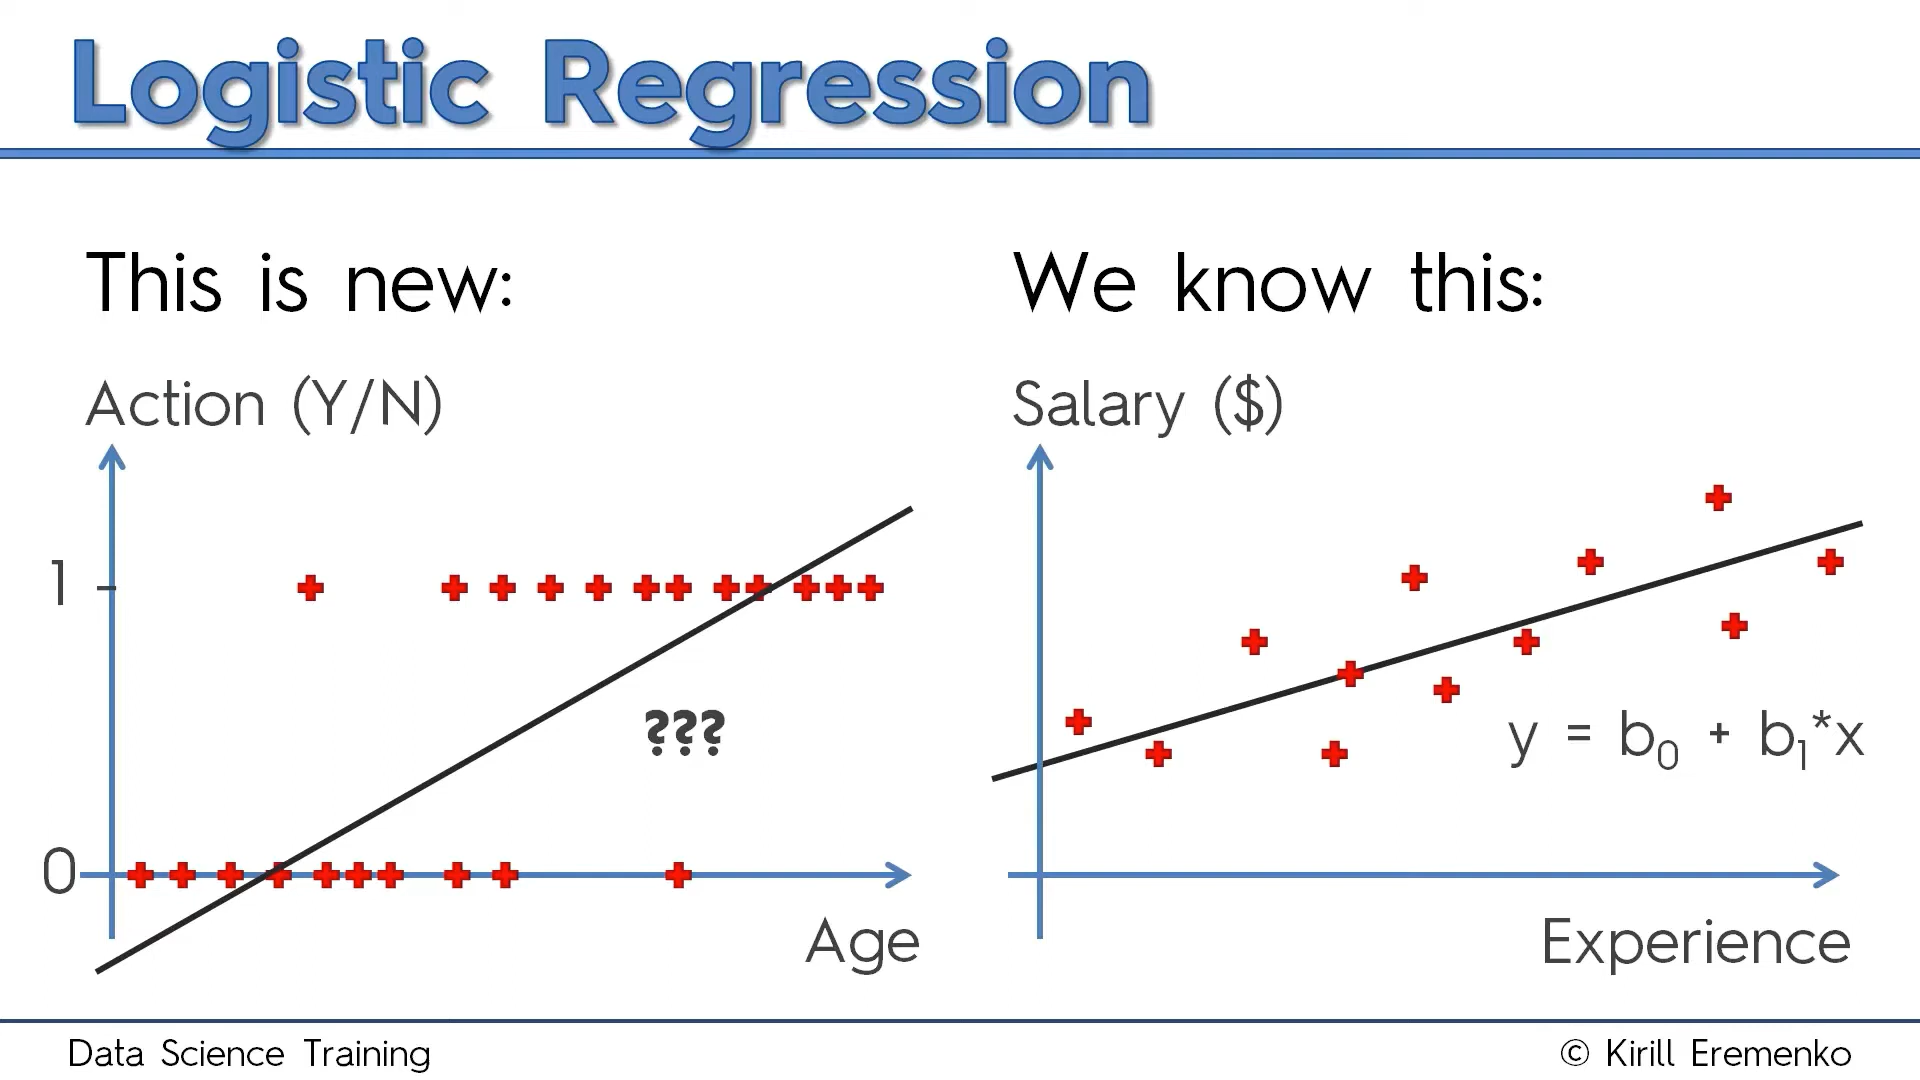 Logistic Regression
This is new:
Action (Y/N)
1
0
???
Age
We know this:
Salary ($)
y = b₀ + b₁*x
Experience
Data Science Training
© Kirill Eremenko